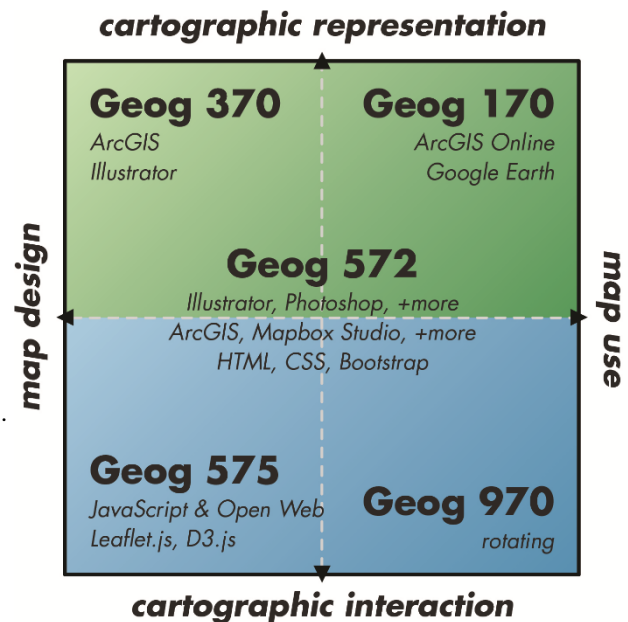 cartographic representation
Geog 370
ArcGIS
Illustrator
Geog 170
ArcGIS Online
Google Earth
map design
map use
Geog 572
Illustrator, Photoshop, +more
ArcGIS, Mapbox Studio, +more
HTML, CSS, Bootstrap
.
Geog 575
JavaScript & Open Web
Leaflet.js, D3.js
Geog 970
rotating
cartographic interaction